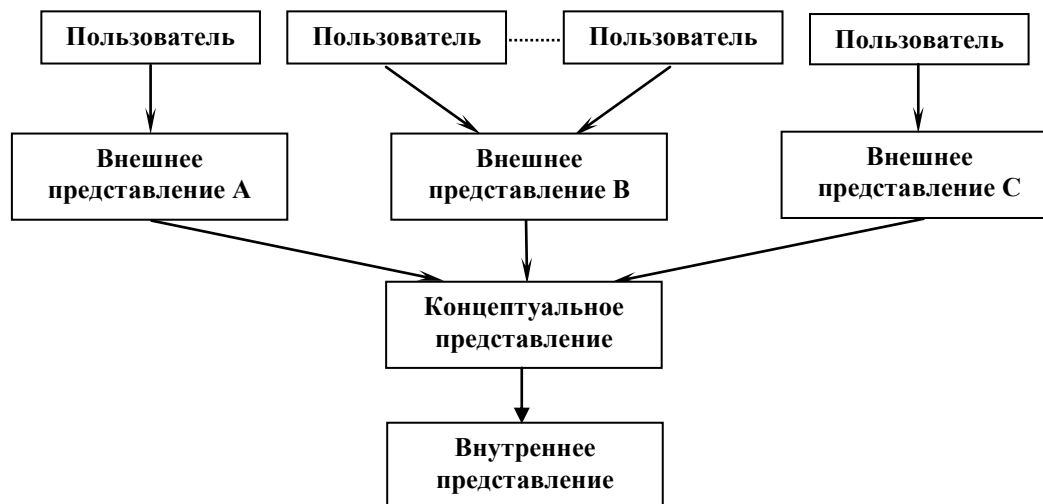 Пользователь
Пользователь
Пользователь
Пользователь
Внешнее
представление A
Внешнее
представление B
Внешнее
представление C
Концептуальное
представление
Внутреннее
представление